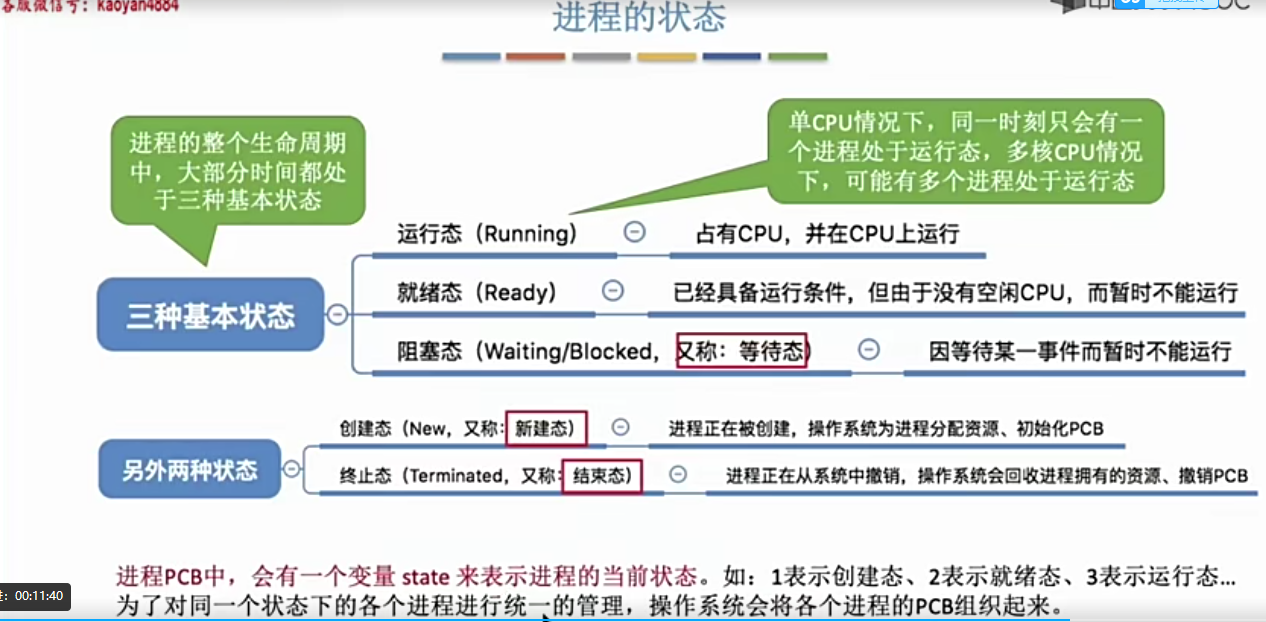 客服微信号：kaoyan4884
进程的状态
进程的整个生命周期
中，大部分时间都处
于三种基本状态
单CPU情况下，同一时刻只会有一
个进程处于运行态，多核CPU情况
下，可能有多个进程处于运行态
三种基本状态
运行态（Running）
占有CPU，并在CPU上运行
就绪态（Ready）
已经具备运行条件，但由于没有空闲CPU，而暂时不能运行
阻塞态（Waiting/Blocked，又称：等待态）
因等待某一事件而暂时不能运行
另外两种状态
创建态（New，又称：新建态）
进程正在被创建，操作系统为进程分配资源、初始化PCB
终止态（Terminated，又称：结束态）
进程正在从系统中撤销，操作系统会回收进程拥有的资源、撤销PCB
进程PCB中，会有一个变量 state 来表示进程的当前状态。如：1表示创建态、2表示就绪态、3表示运行态…
为了对同一个状态下的各个进程进行统一的管理，操作系统会将各个进程的PCB组织起来。
：00:11:40